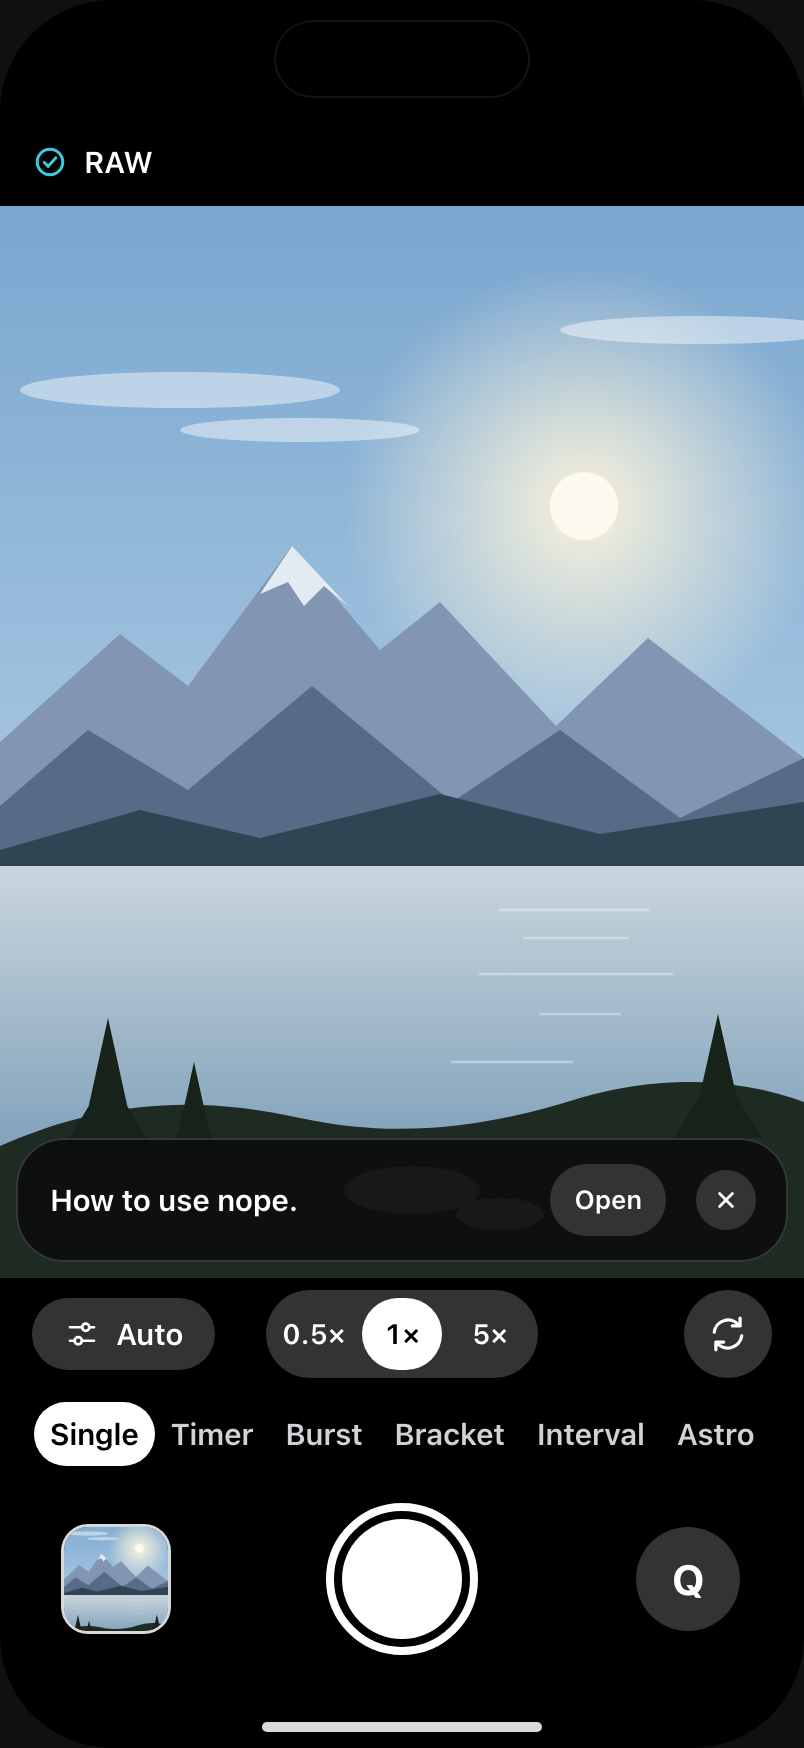 RAW
How to use nope.
Open
Auto
0.5×
1×
5×
Single
Timer
Burst
Bracket
Interval
Astro
Q